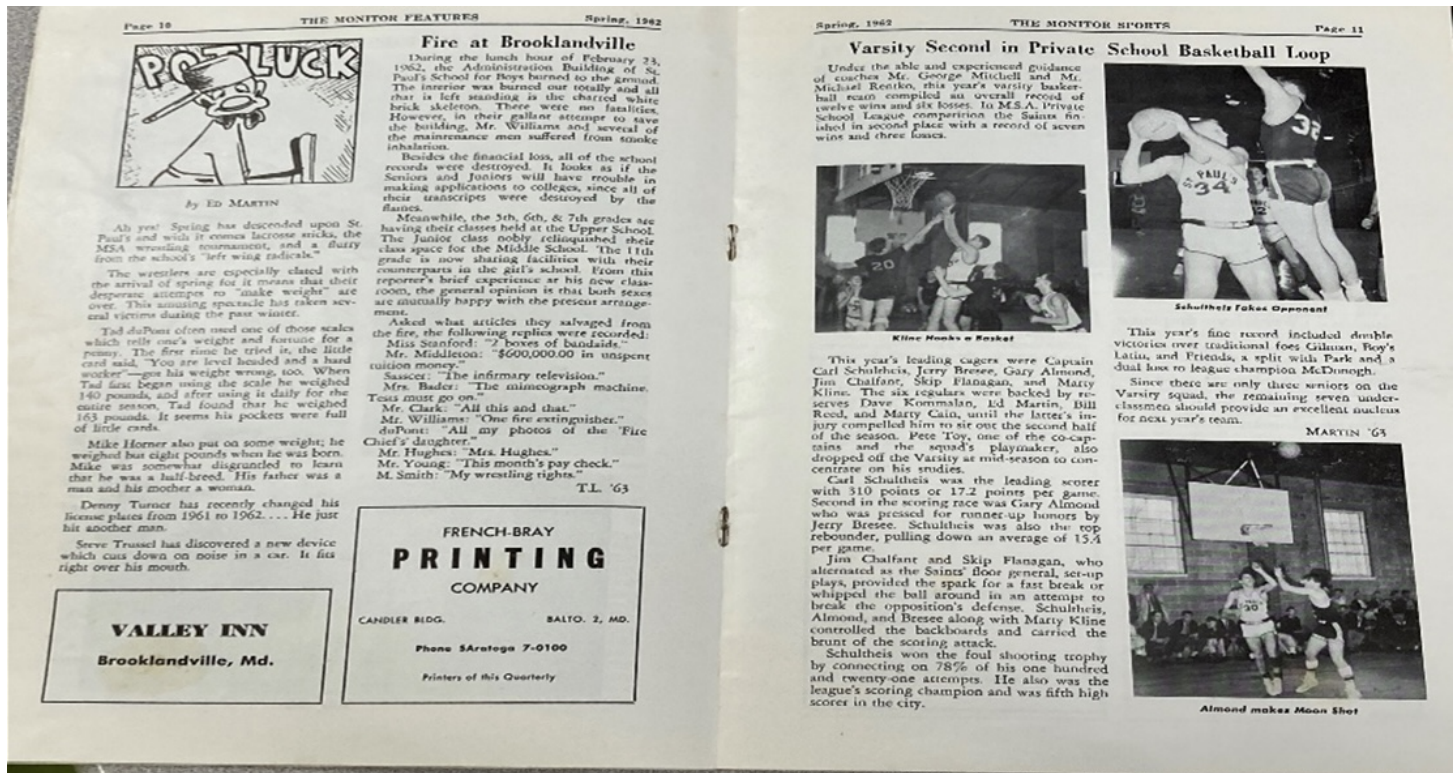 Page 10
THE MONITOR FEATURES
Spring, 1962
POT LUCK
by ED MARTIN
Ah yes! Spring has descended upon St.
Paul's and with it comes lacrosse sticks, the
MSA wrestling tournament, and a flurry
from the school's "left wing radicals."
The wrestlers are especially elated with
the arrival of spring for it means that their
desperate attempts to "make weight" are
over. This amusing spectacle has taken sev-
eral victims during the past winter.
Tad duPont often used one of those scales
which tells one's weight and fortune for a
penny. The first time he tried it, the little
card said, "You are level headed and a hard
worker"—got his weight wrong, too. When
Tad first began using the scale he weighed
140 pounds, and after using it daily for the
entire season, Tad found that he weighed
163 pounds. It seems his pockets were full
of little cards.
Mike Horner also put on some weight; he
weighed but eight pounds when he was born.
Mike was somewhat disgruntled to learn
that he was a half-breed. His father was a
man and his mother a woman.
Denny Turner has recently changed his
license plates from 1961 to 1962. . . . He just
hit another man.
Steve Trussel has discovered a new device
which cuts down on noise in a car. It fits
right over his mouth.
VALLEY INN
Brooklandville, Md.
Fire at Brooklandville
During the lunch hour of February 23,
1962, the Administration Building of St.
Paul's School for Boys burned to the ground.
The interior was burned out totally and all
that is left standing is the charred white
brick skeleton. There were no fatalities.
However, in their gallant attempt to save
the building, Mr. Williams and several of
the maintenance men suffered from smoke
inhalation.
Besides the financial loss, all of the school
records were destroyed. It looks as if the
Seniors and Juniors will have trouble in
making applications to colleges, since all of
their transcripts were destroyed by the
flames.
Meanwhile, the 5th, 6th, & 7th grades are
having their classes held at the Upper School.
The Junior class nobly relinquished their
class space for the Middle School. The 11th
grade is now sharing facilities with their
counterparts in the girl's school. From this
reporter's brief experience at his new class-
room, the general opinion is that both sexes
are mutually happy with the present arrange-
ment.
Asked what articles they salvaged from
the fire, the following replies were recorded:
Miss Stanford: "2 boxes of bandaids."
Mr. Middleton: "$600,000.00 in unspent
tuition money."
Sasscer: "The infirmary television."
Mrs. Bader: "The mimeograph machine.
Tests must go on."
Mr. Clark: "All this and that."
Mr. Williams: "One fire extinguisher."
duPont: "All my photos of the 'Fire
Chief's' daughter."
Mr. Hughes: "Mrs. Hughes."
Mr. Young: "This month's pay check."
M. Smith: "My wrestling rights."
T.L. '63
FRENCH-BRAY
PRINTING
COMPANY
CANDLER BLDG. BALTO. 2, MD.
Phone SAratoga 7-0100
Printers of this Quarterly
Spring, 1962
THE MONITOR SPORTS
Page 11
Varsity Second in Private School Basketball Loop
Under the able and experienced guidance
of coaches Mr. George Mitchell and Mr.
Michael Rentko, this year's varsity basket-
ball team compiled an overall record of
twelve wins and six losses. In M.S.A. Private
School League competition the Saints fin-
ished in second place with a record of seven
wins and three losses.
20
Kline Hooks a Basket
This year's leading cagers were Captain
Carl Schultheis, Jerry Bresee, Gary Almond,
Jim Chalfant, Skip Flanagan, and Marty
Kline. The six regulars were backed by re-
serves Dave Kommalan, Ed Martin, Bill
Reed, and Marty Cain, until the latter's in-
jury compelled him to sit out the second half
of the season. Pete Toy, one of the co-cap-
tains and the squad's playmaker, also
dropped off the Varsity at mid-season to con-
centrate on his studies.
Carl Schultheis was the leading scorer
with 310 points or 17.2 points per game.
Second in the scoring race was Gary Almond
who was pressed for runner-up honors by
Jerry Bresee. Schultheis was also the top
rebounder, pulling down an average of 15.4
per game.
Jim Chalfant and Skip Flanagan, who
alternated as the Saints' floor general, set-up
plays, provided the spark for a fast break or
whipped the ball around in an attempt to
break the opposition's defense. Schultheis,
Almond, and Bresee along with Marty Kline
controlled the backboards and carried the
brunt of the scoring attack.
Schultheis won the foul shooting trophy
by connecting on 78% of his one hundred
and twenty-one attempts. He also was the
league's scoring champion and was fifth high
scorer in the city.
ST. PAUL'S
34
32
Schultheis Fakes Opponent
This year's fine record included double
victories over traditional foes Gilman, Boy's
Latin, and Friends, a split with Park and a
dual loss to league champion McDonogh.
Since there are only three seniors on the
Varsity squad, the remaining seven under-
classmen should provide an excellent nucleus
for next year's team.
MARTIN '63
30
Almond makes Moon Shot